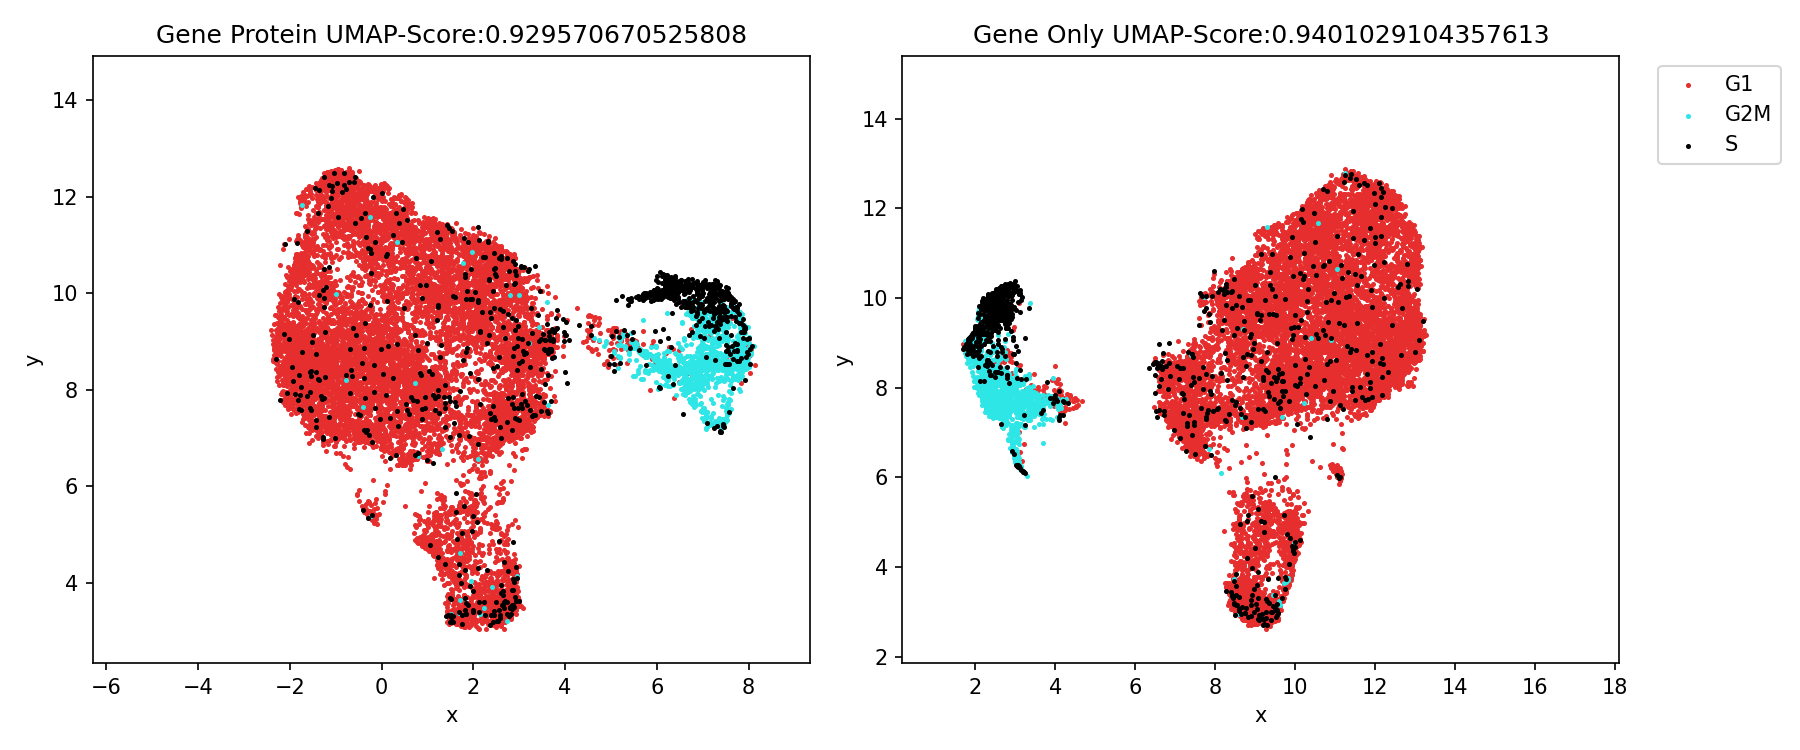 Gene Protein UMAP-Score:0.929570670525808
14
12
10
8
6
4
y
−6 −4 −2 0 2 4 6 8
x
Gene Only UMAP-Score:0.9401029104357613
14
12
10
8
6
4
2
y
2 4 6 8 10 12 14 16 18
x
G1
G2M
S